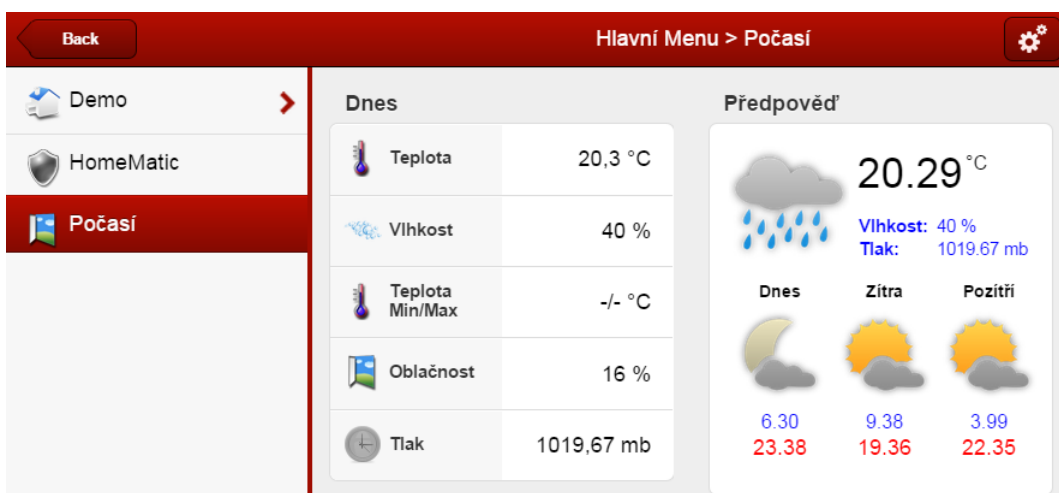 Back
Hlavní Menu > Počasí
Demo
HomeMatic
Počasí
Dnes
Teplota 20,3 °C
Vlhkost 40 %
Teplota
Min/Max -/- °C
Oblačnost 16 %
Tlak 1019,67 mb
Předpověď
20.29 °C
Vlhkost: 40 %
Tlak: 1019.67 mb
Dnes Zítra Pozítří
6.30 9.38 3.99
23.38 19.36 22.35